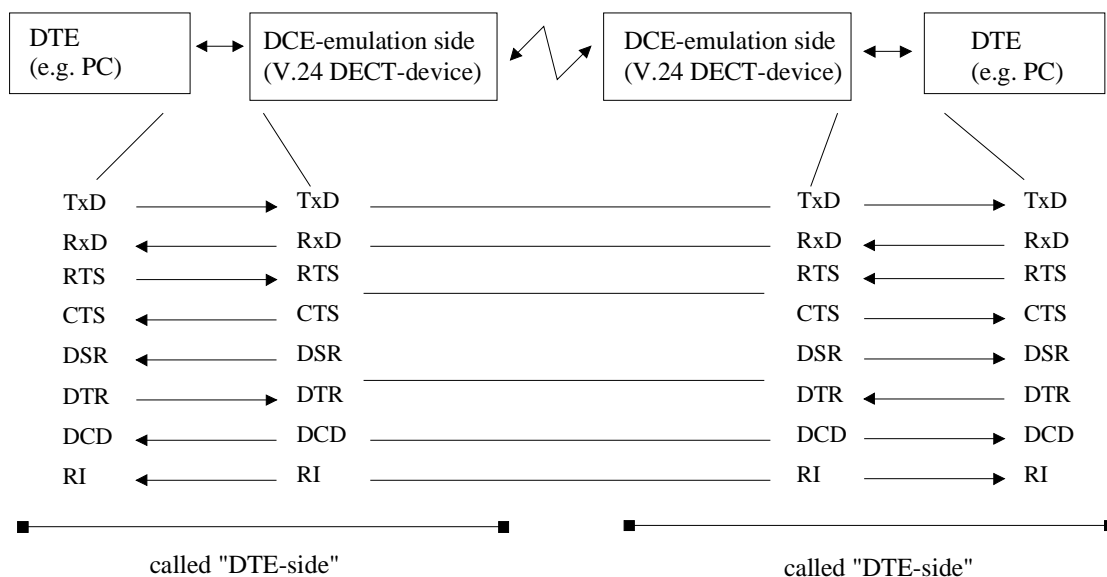 DTE
(e.g. PC)
DCE-emulation side
(V.24 DECT-device)
DCE-emulation side
(V.24 DECT-device)
DTE
(e.g. PC)
TxD TxD TxD TxD
RxD RxD RxD RxD
RTS RTS RTS RTS
CTS CTS CTS CTS
DSR DSR DSR DSR
DTR DTR DTR DTR
DCD DCD DCD DCD
RI RI RI RI
called "DTE-side" called "DTE-side"